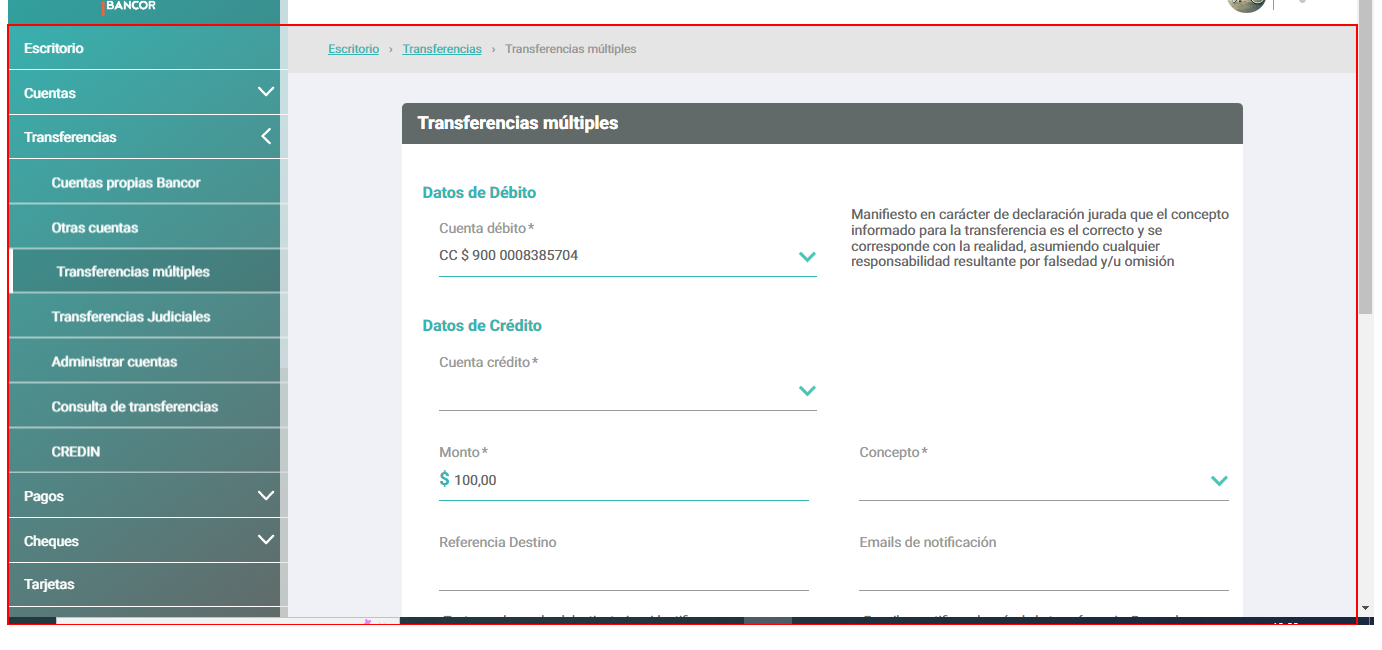 BANCOR
Escritorio
Cuentas
Transferencias
Cuentas propias Bancor
Otras cuentas
Transferencias múltiples
Transferencias Judiciales
Administrar cuentas
Consulta de transferencias
CREDIN
Pagos
Cheques
Tarjetas
Escritorio › Transferencias › Transferencias múltiples
Transferencias múltiples
Datos de Débito
Cuenta débito *
CC $ 900 0008385704
Manifiesto en carácter de declaración jurada que el concepto
informado para la transferencia es el correcto y se
corresponde con la realidad, asumiendo cualquier
responsabilidad resultante por falsedad y/u omisión
Datos de Crédito
Cuenta crédito *
Monto *
$ 100,00
Concepto *
Referencia Destino
Emails de notificación